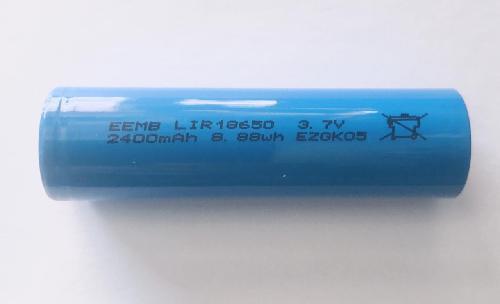 EEMB LIR18650 3.7V
2400mAh 8.88Wh EZGK05